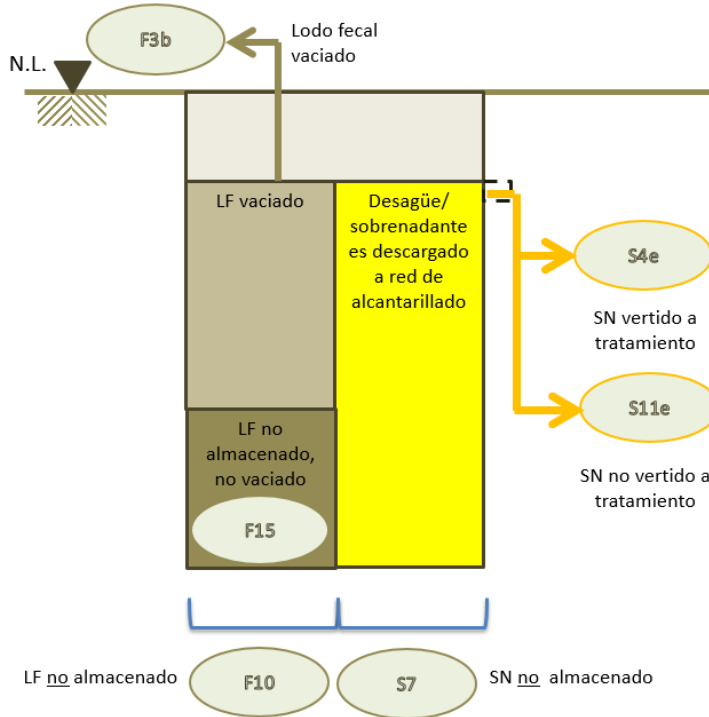 F3b
Lodo fecal
vaciado
N.L.
LF vaciado
Desagüe/
sobrenadante
es descargado
a red de
alcantarillado
S4e
SN vertido a
tratamiento
S11e
SN no vertido a
tratamiento
LF no
almacenado,
no vaciado
F15
LF no almacenado
F10
S7
SN no almacenado